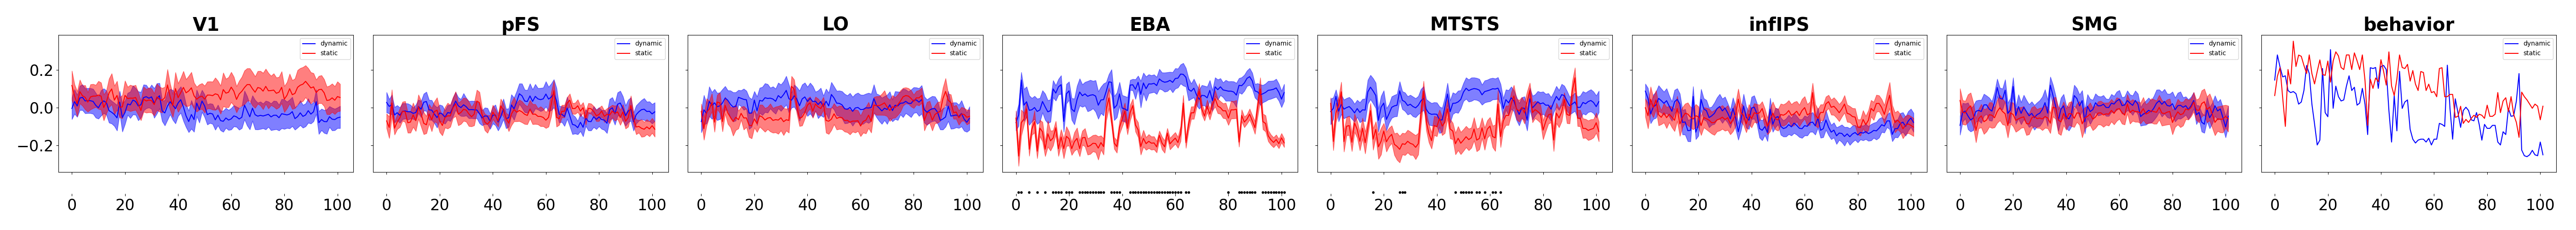 V1 pFS LO EBA MTSTS infIPS SMG behavior
dynamic dynamic dynamic dynamic dynamic dynamic dynamic dynamic
static static static static static static static static
0.2
0.0
−0.2
0 20 40 60 80 100 0 20 40 60 80 100 0 20 40 60 80 100 0 20 40 60 80 100 0 20 40 60 80 100 0 20 40 60 80 100 0 20 40 60 80 100 0 20 40 60 80 100